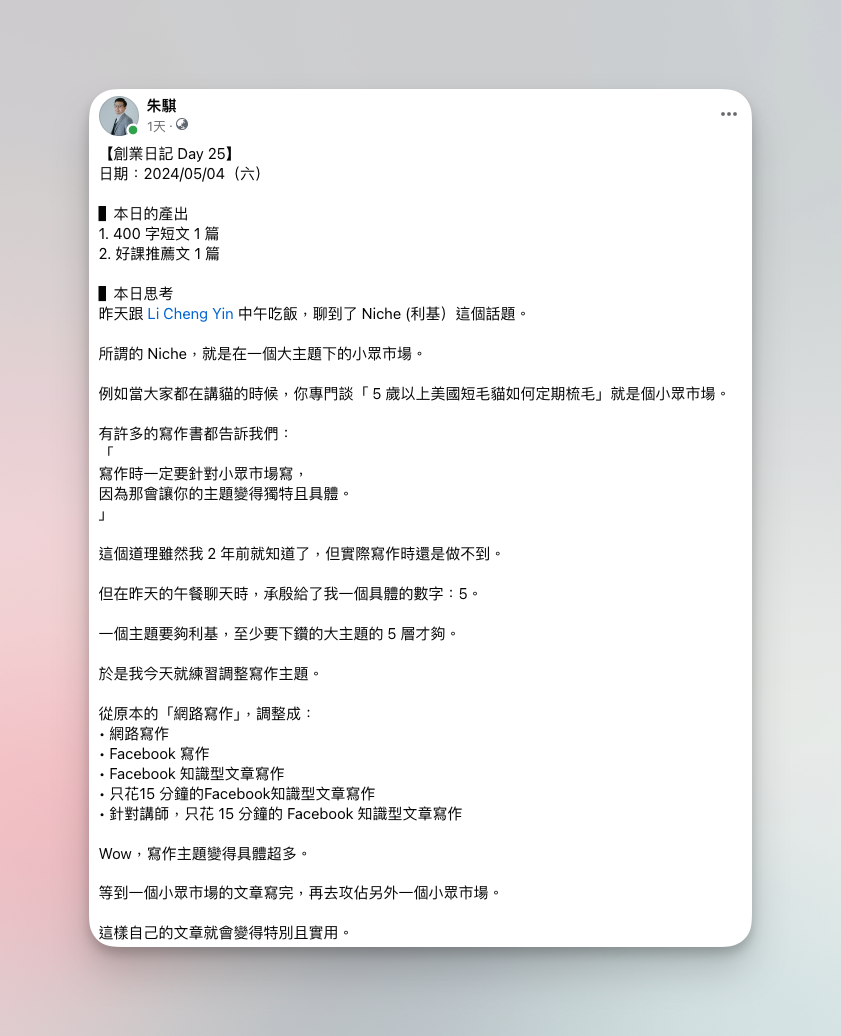 朱騏
1天 ·
【創業日記 Day 25】
日期：2024/05/04（六）
▋本日的產出
1. 400 字短文 1 篇
2. 好課推薦文 1 篇
▋本日思考
昨天跟 Li Cheng Yin 中午吃飯，聊到了 Niche (利基）這個話題。
所謂的 Niche，就是在一個大主題下的小眾市場。
例如當大家都在講貓的時候，你專門談「 5 歲以上美國短毛貓如何定期梳毛」就是個小眾市場。
有許多的寫作書都告訴我們：
「
寫作時一定要針對小眾市場寫，
因為那會讓你的主題變得獨特且具體。
」
這個道理雖然我 2 年前就知道了，但實際寫作時還是做不到。
但在昨天的午餐聊天時，承殷給了我一個具體的數字：5。
一個主題要夠利基，至少要下鑽的大主題的 5 層才夠。
於是我今天就練習調整寫作主題。
從原本的「網路寫作」，調整成：
• 網路寫作
• Facebook 寫作
• Facebook 知識型文章寫作
• 只花15 分鐘的Facebook知識型文章寫作
• 針對講師，只花 15 分鐘的 Facebook 知識型文章寫作
Wow，寫作主題變得具體超多。
等到一個小眾市場的文章寫完，再去攻佔另外一個小眾市場。
這樣自己的文章就會變得特別且實用。